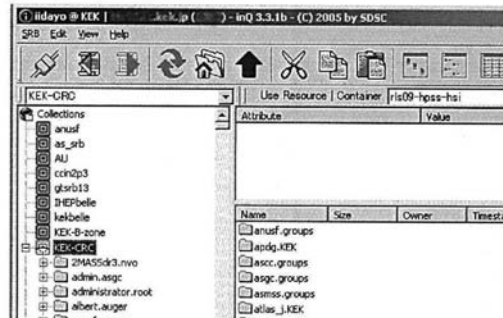 iidayo @ KEK | .kek.jp ( ) - inQ 3.3.1b - (C) 2005 by SDSC
SRB Edit View Help
KEK-CRC
Use Resource | Container
rls09-hpss-hsi
Collections
anusf
as_srb
AU
ccin2p3
gtsrb13
IHEPbelle
kekbelle
KEK-B-zone
KEK-CRC
2MASSdr3.nvo
admin.asgc
administrator.root
albert.auger
Attribute Value
Name Size Owner Timesta
anusf.groups
apdg.KEK
ascc.groups
asgc.groups
asmss.groups
atlas_j.KEK